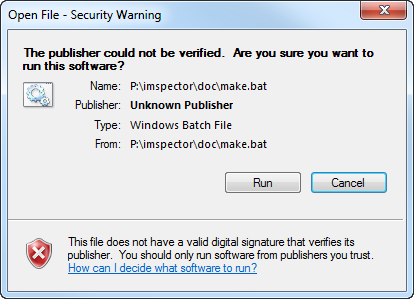 Open File - Security Warning
The publisher could not be verified.  Are you sure you want to
run this software?
Name: P:\inspector\doc\make.bat
Publisher: Unknown Publisher
Type: Windows Batch File
From: P:\inspector\doc\make.bat
Run Cancel
This file does not have a valid digital signature that verifies its
publisher.  You should only run software from publishers you trust.
How can I decide what software to run?